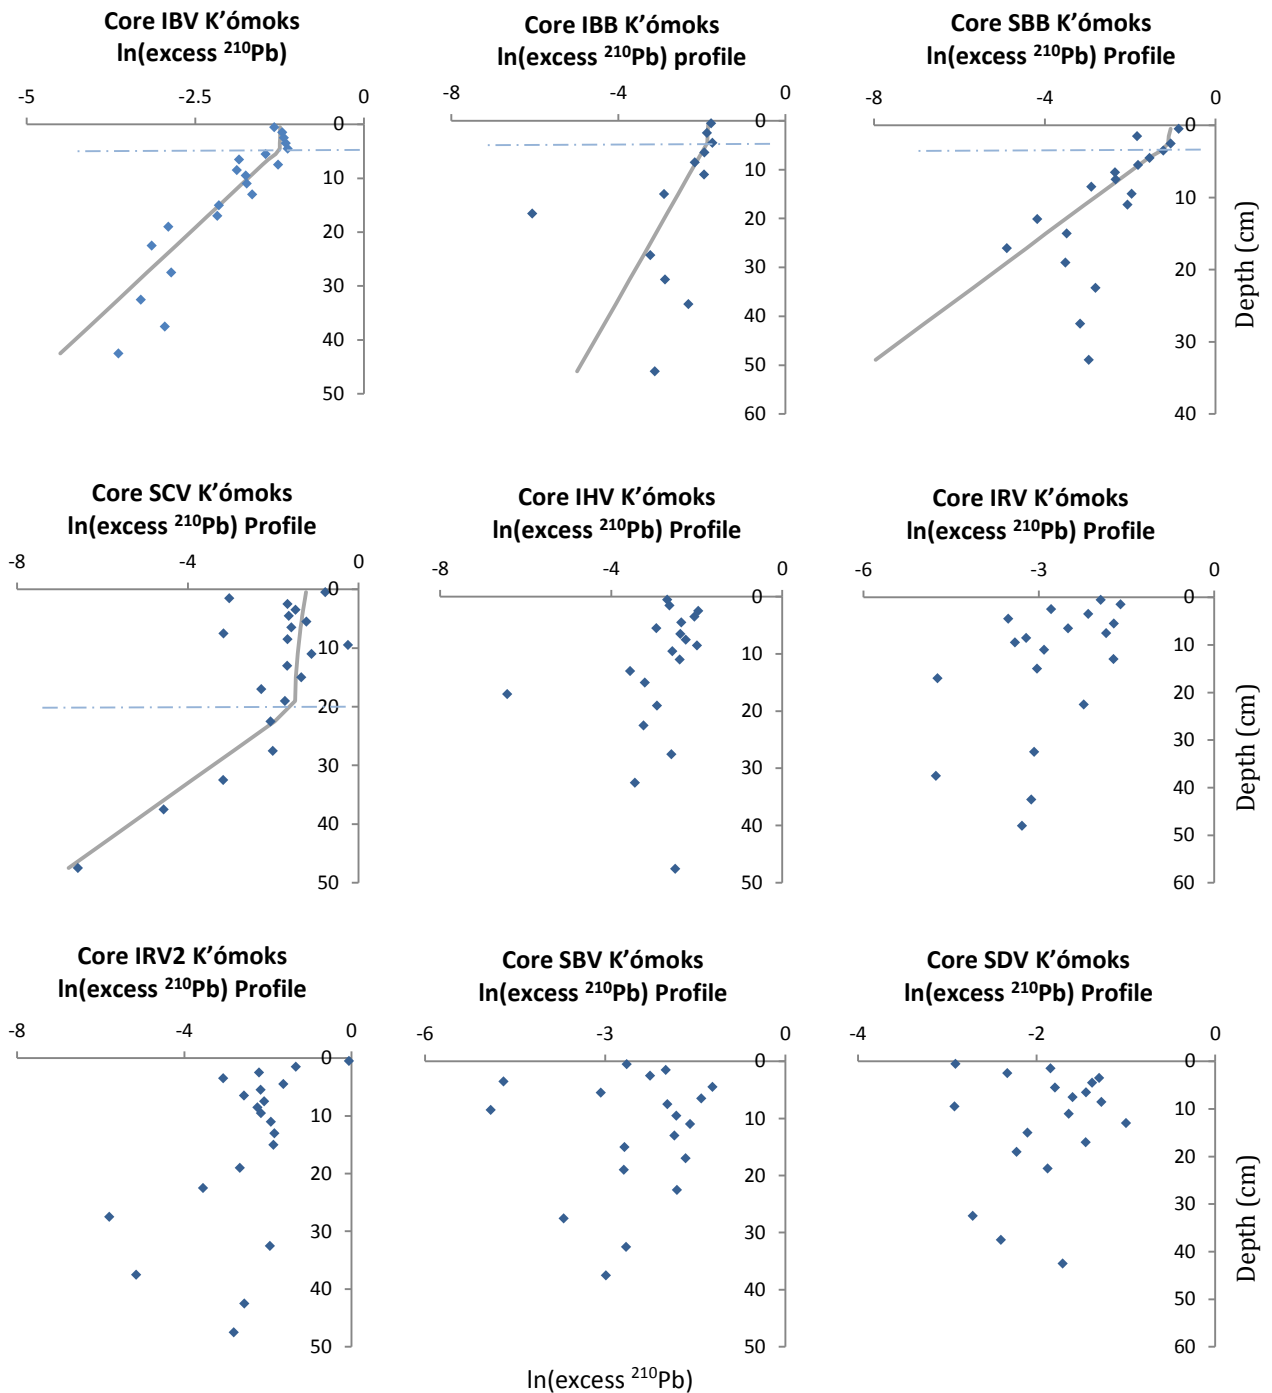 Core IBV K’ómoks
ln(excess ²¹⁰Pb)
-5 -2.5 0
0
10
20
30
40
50
Core IBB K’ómoks
ln(excess ²¹⁰Pb) profile
-8 -4 0
0
10
20
30
40
50
60
Core SBB K’ómoks
ln(excess ²¹⁰Pb) Profile
-8 -4 0
0
10
20
30
40
Depth (cm)
Core SCV K’ómoks
ln(excess ²¹⁰Pb) Profile
-8 -4 0
0
10
20
30
40
50
Core IHV K’ómoks
ln(excess ²¹⁰Pb) Profile
-8 -4 0
0
10
20
30
40
50
Core IRV K’ómoks
ln(excess ²¹⁰Pb) Profile
-6 -3 0
0
10
20
30
40
50
60
Depth (cm)
Core IRV2 K’ómoks
ln(excess ²¹⁰Pb) Profile
-8 -4 0
0
10
20
30
40
50
Core SBV K’ómoks
ln(excess ²¹⁰Pb) Profile
-6 -3 0
0
10
20
30
40
50
Core SDV K’ómoks
ln(excess ²¹⁰Pb) Profile
-4 -2 0
0
10
20
30
40
50
60
Depth (cm)
ln(excess ²¹⁰Pb)